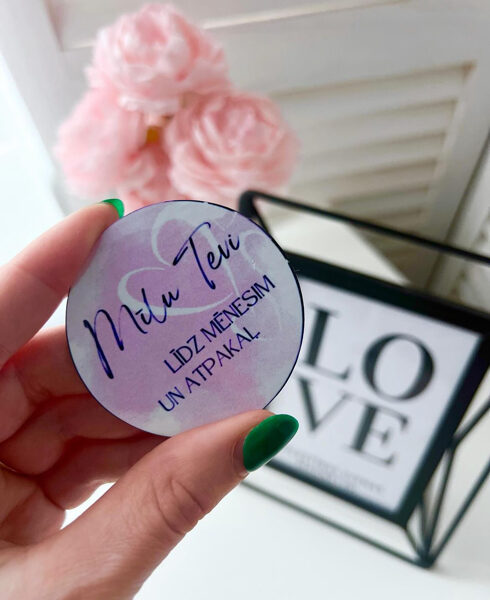 Mīlu Tevi
LĪDZ MĒNESIM
UN ATPAKAĻ
LO
VE